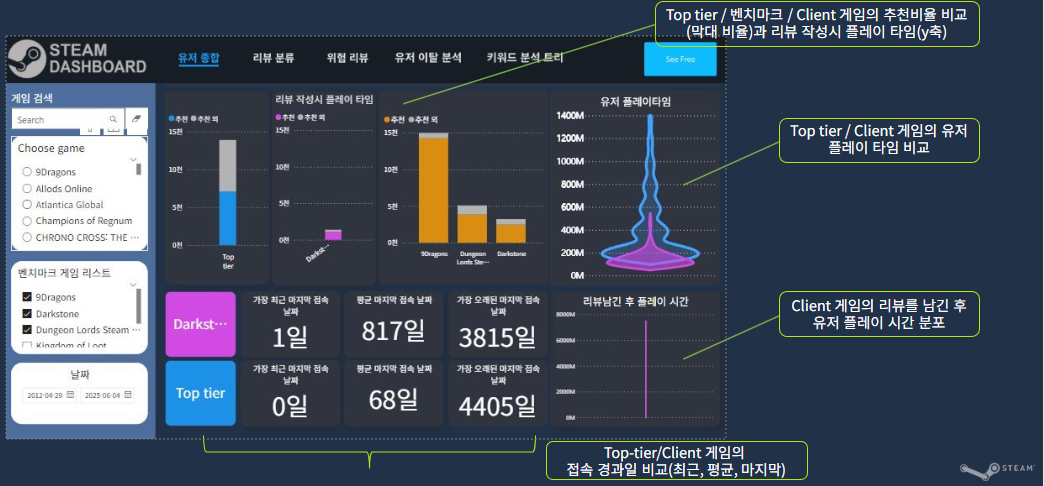 Top tier / 벤치마크 / Client 게임의 추천비율 비교
(막대 비율)과 리뷰 작성시 플레이 타임(y축)
STEAM
DASHBOARD
유저 종합
리뷰 분류
위험 리뷰
유저 이탈 분석
키워드 분석 트리
See Free
게임 검색
Search
Choose game
9Dragons
Allods Online
Atlantica Global
Champions of Regnum
CHRONO CROSS: THE ···
벤치마크 게임 리스트
9Dragons
Darkstone
Dungeon Lords Steam ···
Kingdom of Loot
날짜
2012-04-29
2025-06-04
추천 추천 외
15천
10천
5천
0천
Top
tier
리뷰 작성시 플레이 타임
추천 추천 외
15천
10천
5천
0천
Darkst···
추천 추천 외
15천
10천
5천
0천
9Dragons
Dungeon
Lords Ste···
Darkstone
유저 플레이타임
1400M
1200M
1000M
800M
600M
400M
200M
0M
Top tier / Client 게임의 유저
플레이 타임 비교
Darkst···
가장 최근 마지막 접속
날짜
1일
평균 마지막 접속 날짜
817일
가장 오래된 마지막 접속
날짜
3815일
Top tier
가장 최근 마지막 접속
날짜
0일
평균 마지막 접속 날짜
68일
가장 오래된 마지막 접속
날짜
4405일
리뷰남긴 후 플레이 시간
8000M
6000M
4000M
2000M
0M
Client 게임의 리뷰를 남긴 후
유저 플레이 시간 분포
Top-tier/Client 게임의
접속 경과일 비교(최근, 평균, 마지막)
STEAM